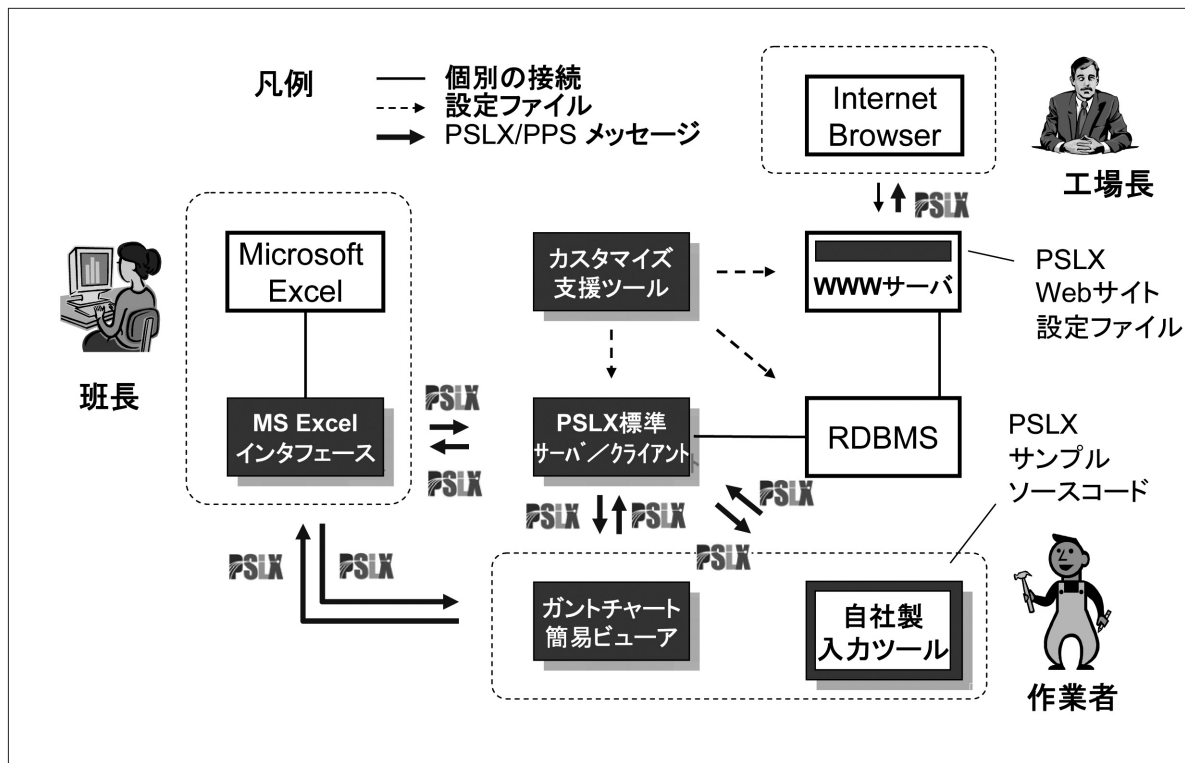 凡例
個別の接続
設定ファイル
PSLX/PPS メッセージ
Internet
Browser
工場長
PSLX
Microsoft
Excel
班長
カスタマイズ
支援ツール
WWWサーバ
PSLX
Webサイト
設定ファイル
MS Excel
インタフェース
PSLX
PSLX
PSLX標準
サーバ／クライアント
RDBMS
PSLX
サンプル
ソースコード
PSLX
PSLX
PSLX
PSLX
PSLX
PSLX
ガントチャート
簡易ビューア
自社製
入力ツール
作業者